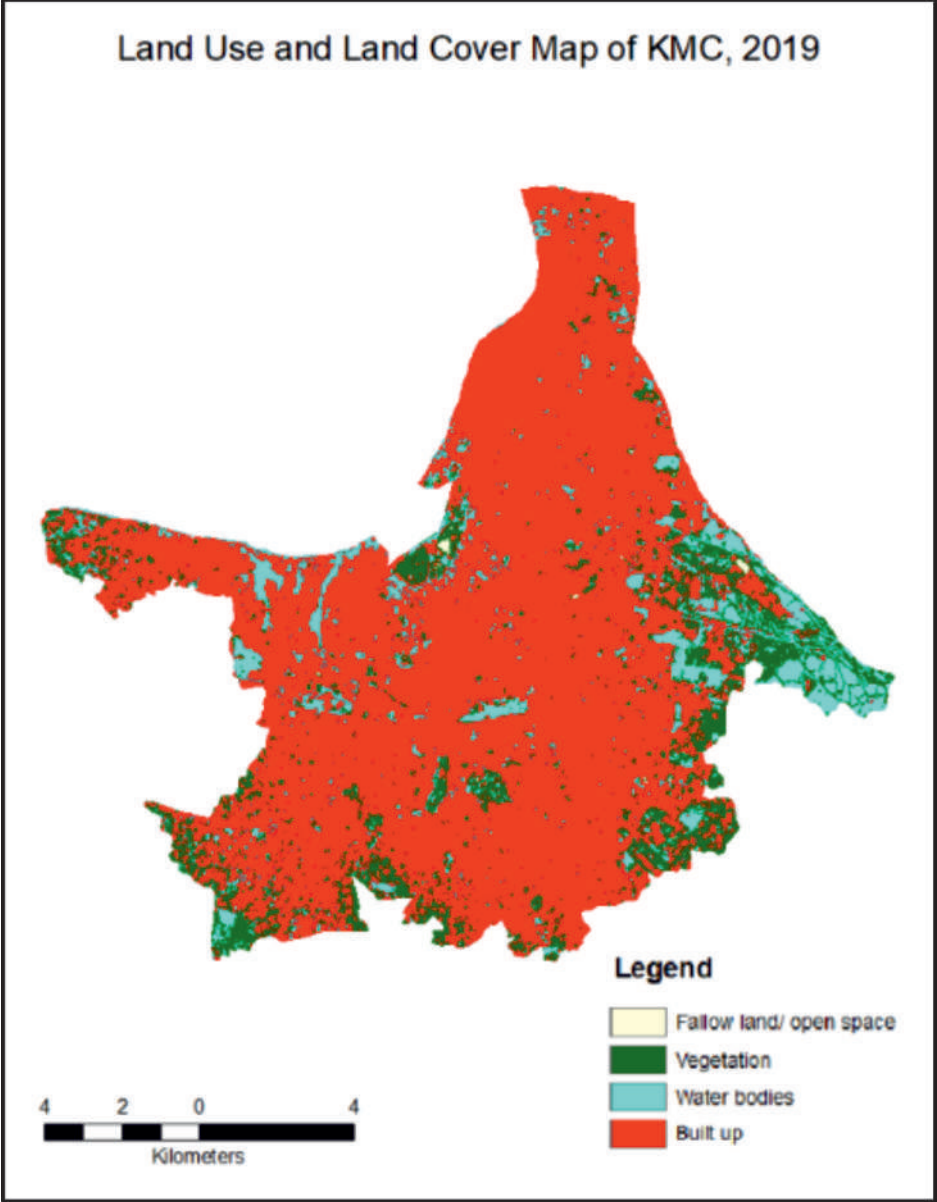 Land Use and Land Cover Map of KMC, 2019
Legend
Fallow land/ open space
Vegetation
Water bodies
Built up
4 2 0 4
Kilometers